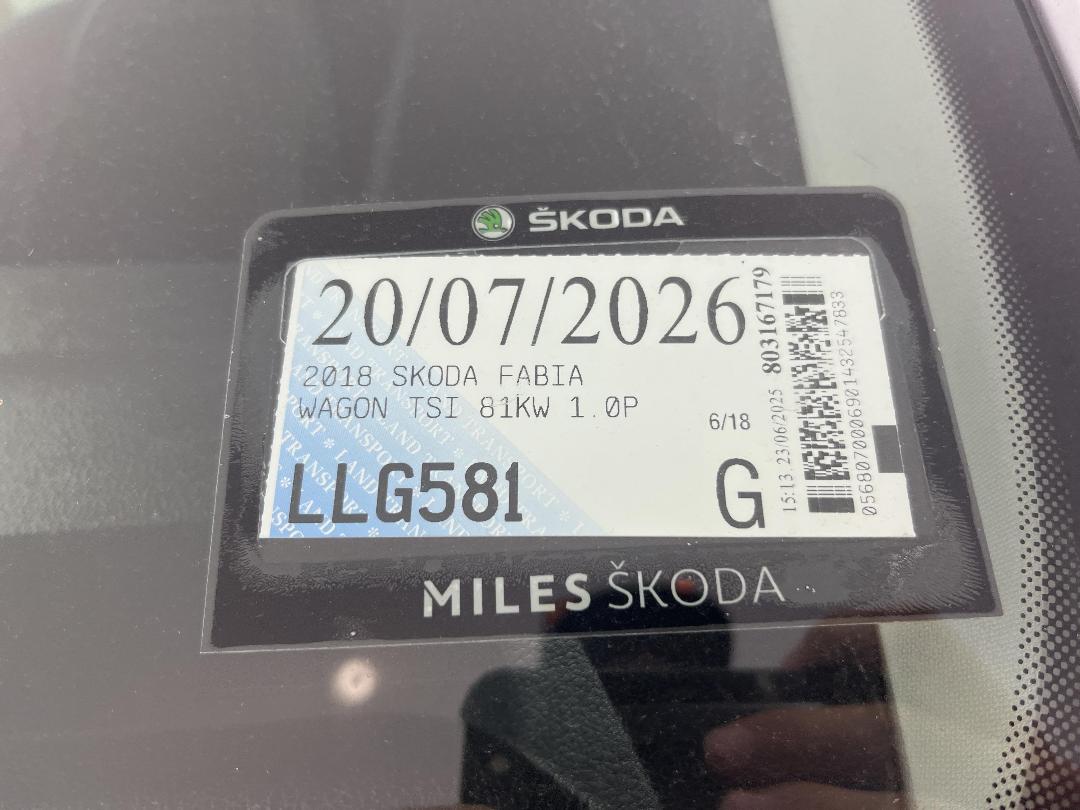 ŠKODA
20/07/2026
2018 SKODA FABIA
WAGON TSI 81KW 1.0P
6/18
LLG581
G
15:13 23/06/2025 803167179
0568070006901432547833
MILES ŠKODA